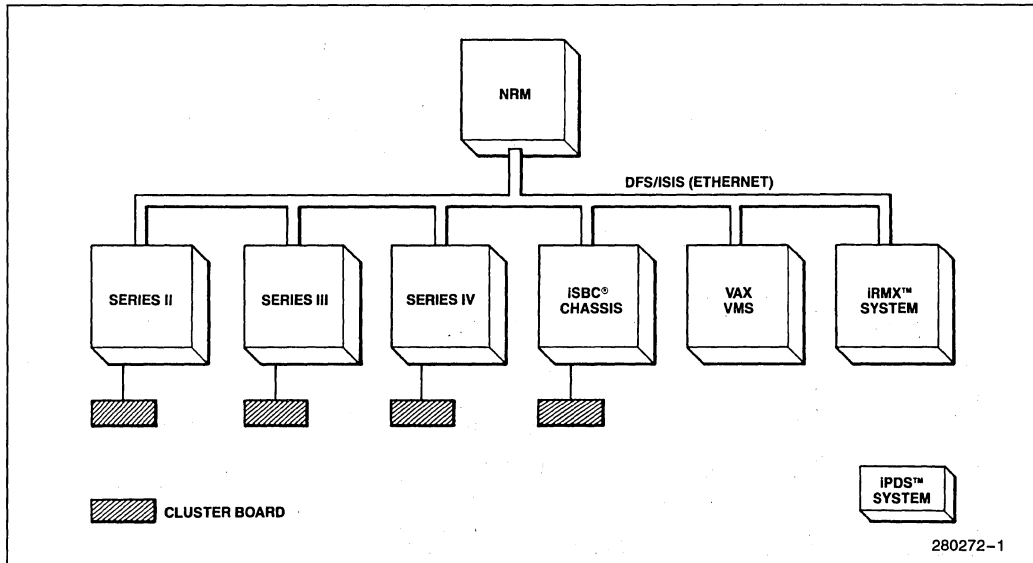 NRM
DFS/ISIS (ETHERNET)
SERIES II
SERIES III
SERIES IV
iSBC®
CHASSIS
VAX
VMS
iRMX™
SYSTEM
CLUSTER BOARD
iPDS™
SYSTEM
280272-1